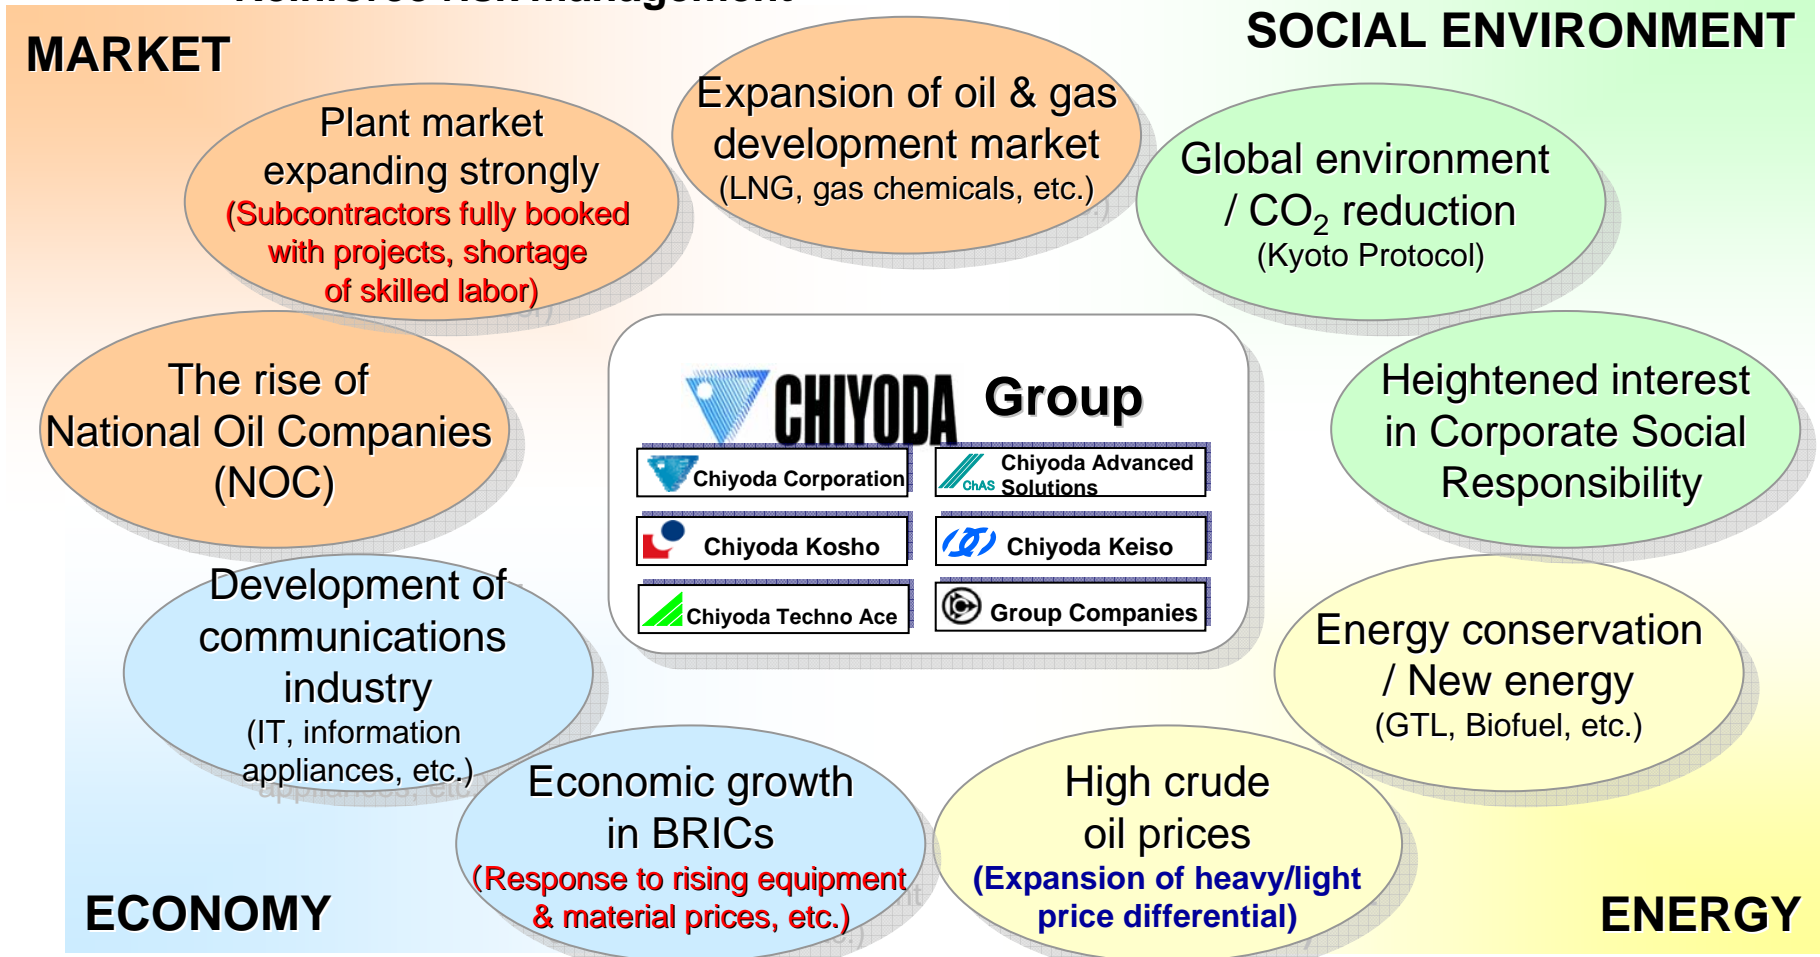 Reinforce risk management
MARKET
SOCIAL ENVIRONMENT
Expansion of oil & gas
development market
(LNG, gas chemicals, etc.)
Plant market
expanding strongly
(Subcontractors fully booked
with projects, shortage
of skilled labor)
Global environment
/ CO₂ reduction
(Kyoto Protocol)
The rise of
National Oil Companies
(NOC)
CHIYODA Group
Chiyoda Corporation
ChAS Chiyoda Advanced
Solutions
Chiyoda Kosho
Chiyoda Keiso
Chiyoda Techno Ace
Group Companies
Heightened interest
in Corporate Social
Responsibility
Development of
communications
industry
(IT, information
appliances, etc.)
Energy conservation
/ New energy
(GTL, Biofuel, etc.)
Economic growth
in BRICs
(Response to rising equipment
& material prices, etc.)
High crude
oil prices
(Expansion of heavy/light
price differential)
ECONOMY
ENERGY